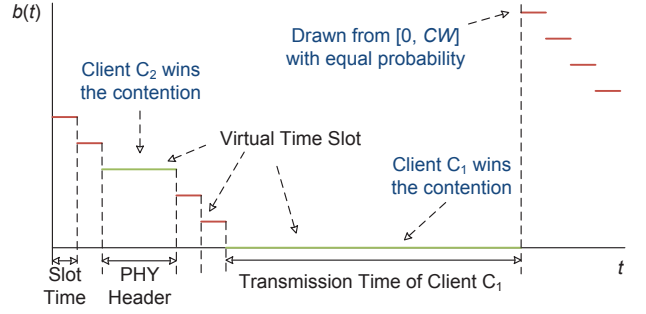 b(t)
Drawn from [0, CW]
with equal probability
Client C₂ wins
the contention
Virtual Time Slot
Client C₁ wins
the contention
t
Slot
Time
PHY
Header
Transmission Time of Client C₁